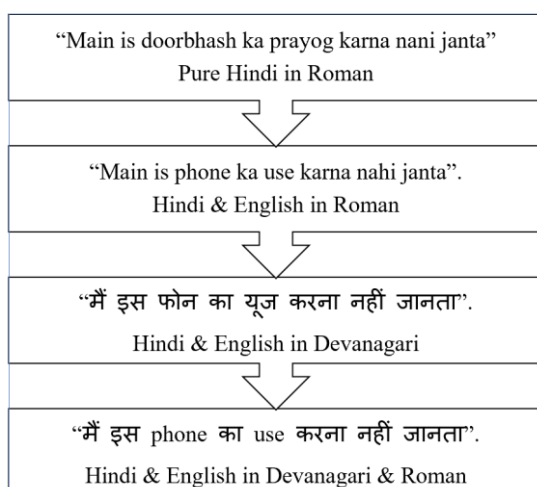 “Main is doorbhash ka prayog karna nani janta”
Pure Hindi in Roman
“Main is phone ka use karna nahi janta”.
Hindi & English in Roman
“मैं इस फोन का यूज करना नहीं जानता”.
Hindi & English in Devanagari
“मैं इस phone का use करना नहीं जानता”.
Hindi & English in Devanagari & Roman